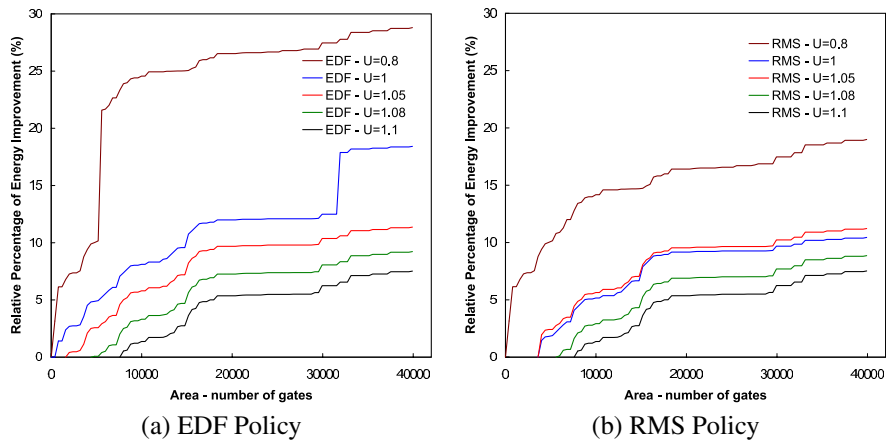 Relative Percentage of Energy Improvement (%)
30
25
20
15
10
5
0
EDF - U=0.8
EDF - U=1
EDF - U=1.05
EDF - U=1.08
EDF - U=1.1
0 10000 20000 30000 40000
Area - number of gates
(a) EDF Policy
Relative Percentage of Energy Improvement (%)
30
25
20
15
10
5
0
RMS - U=0.8
RMS - U=1
RMS - U=1.05
RMS - U=1.08
RMS - U=1.1
0 10000 20000 30000 40000
Area - number of gates
(b) RMS Policy